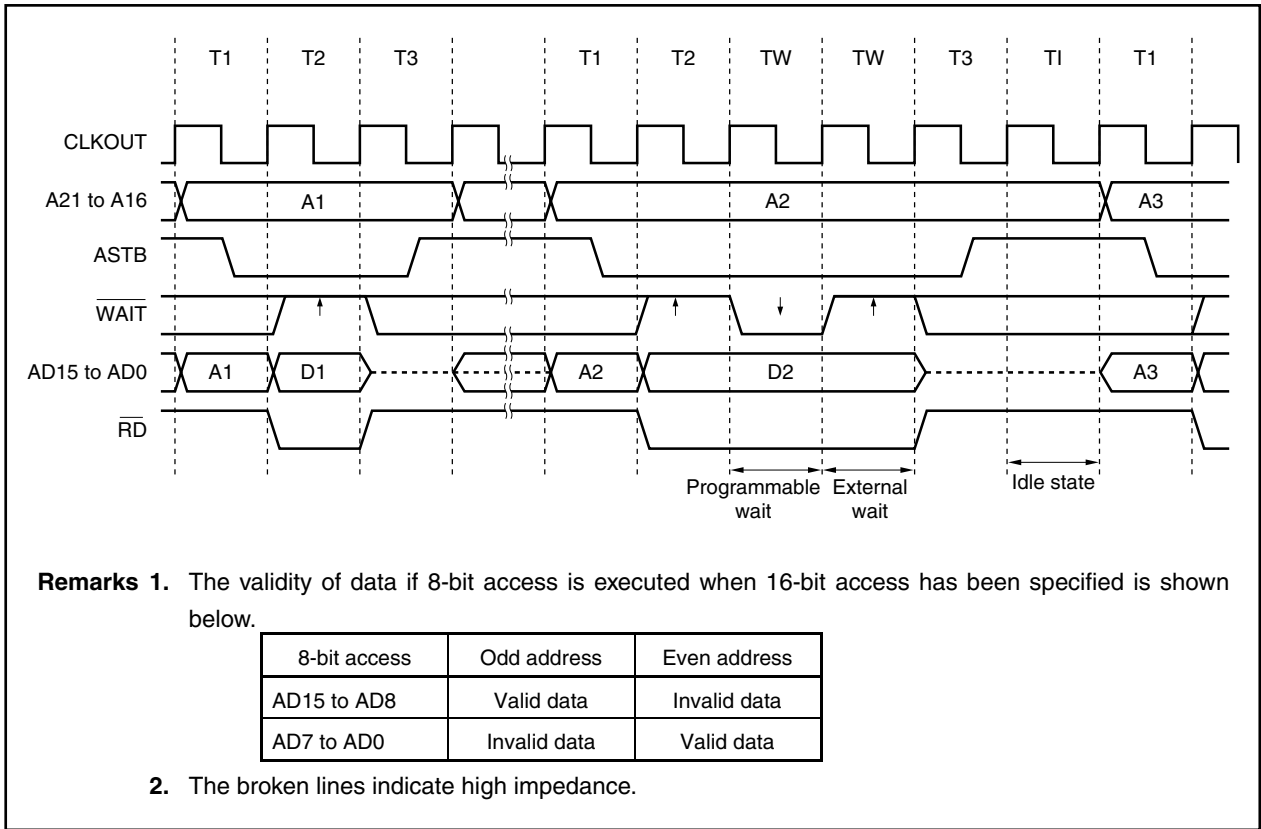 T1 T2 T3 T1 T2 TW TW T3 TI T1
CLKOUT
A21 to A16 A1 A2 A3
ASTB
WAIT
AD15 to AD0 A1 D1 A2 D2 A3
RD
Programmable wait
External wait
Idle state
Remarks 1. The validity of data if 8-bit access is executed when 16-bit access has been specified is shown
below.
8-bit access Odd address Even address
AD15 to AD8 Valid data Invalid data
AD7 to AD0 Invalid data Valid data
2. The broken lines indicate high impedance.